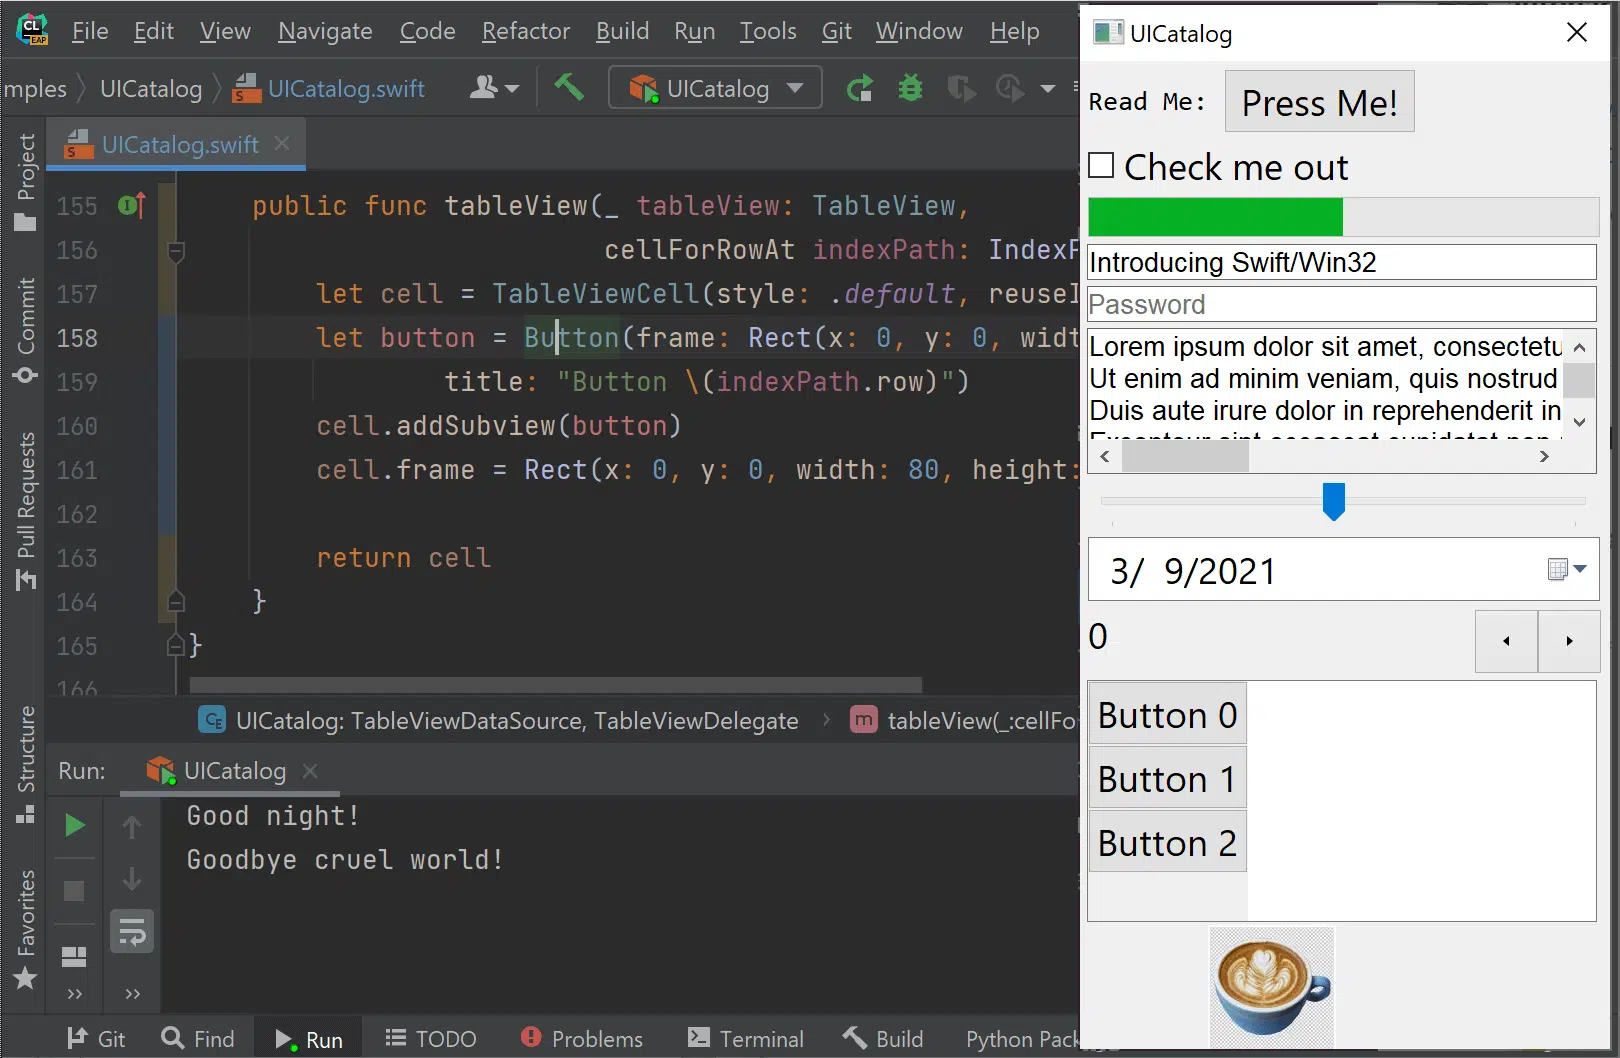 CL
EAP
File Edit View Navigate Code Refactor Build Run Tools Git Window Help
mples UICatalog UICatalog.swift UICatalog
UICatalog.swift
Project
Commit
Pull Requests
Structure
Favorites
155 public func tableView(_ tableView: TableView,
156 cellForRowAt indexPath:
157 let cell = TableViewCell(style: .default,
158 let button = Button(frame: Rect(x: 0, y: 0,
159 title: "Button \(indexPath.row)")
160 cell.addSubview(button)
161 cell.frame = Rect(x: 0, y: 0, width: 80, height:
162
163 return cell
164 }
165 }
166
UICatalog: TableViewDataSource, TableViewDelegate m tableView(_:cellFo
Run: UICatalog
Good night!
Goodbye cruel world!
Git Find Run TODO Problems Terminal Build Python
UICatalog
Read Me: Press Me!
Check me out
Introducing Swift/Win32
Password
Lorem ipsum dolor sit amet, consectetu
Ut enim ad minim veniam, quis nostrud
Duis aute irure dolor in reprehenderit in
3/ 9/2021
0
Button 0
Button 1
Button 2